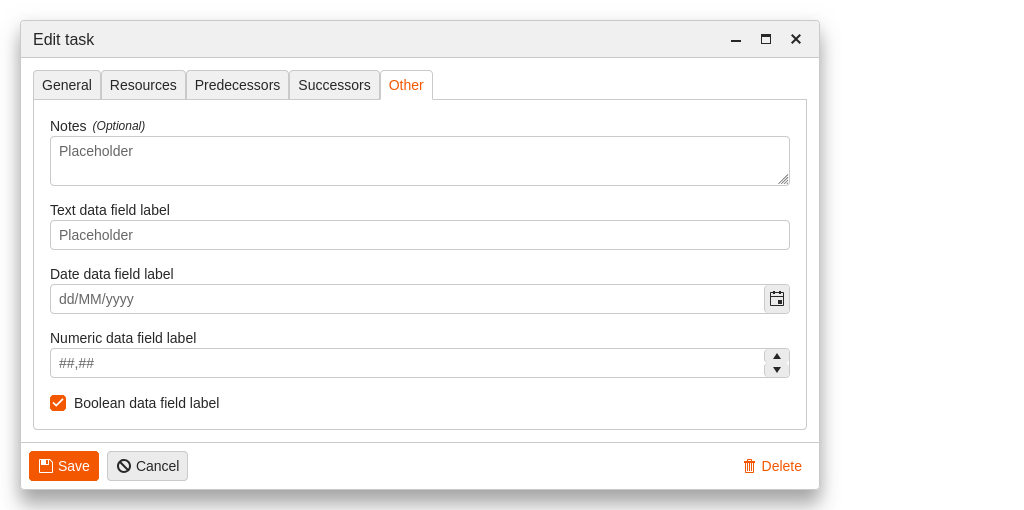 Edit task
General Resources Predecessors Successors Other
Notes (Optional)
Placeholder
Text data field label
Placeholder
Date data field label
dd/MM/yyyy
Numeric data field label
##,##
Boolean data field label
Save Cancel Delete